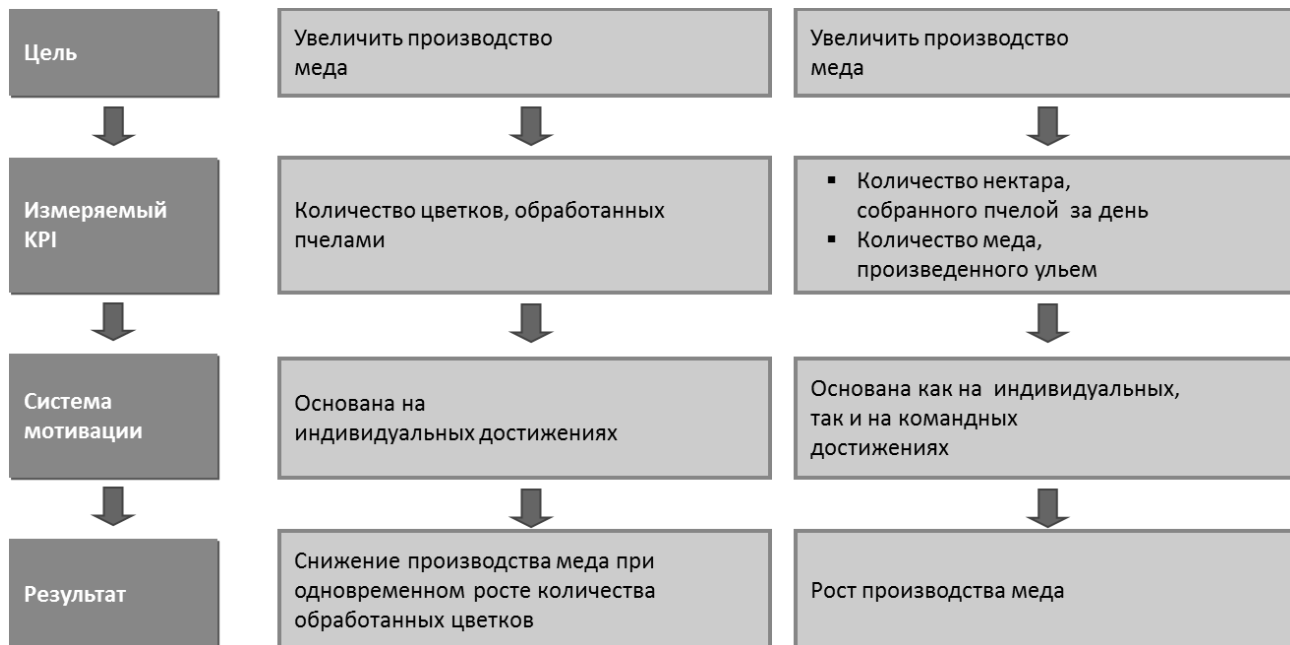 Цель
Увеличить производство
меда
Увеличить производство
меда
Измеряемый
KPI
Количество цветков, обработанных
пчелами
▪ Количество нектара,
собранного пчелой за день
▪ Количество меда,
произведенного ульем
Система
мотивации
Основана на
индивидуальных достижениях
Основана как на индивидуальных,
так и на командных
достижениях
Результат
Снижение производства меда при
одновременном росте количества
обработанных цветков
Рост производства меда